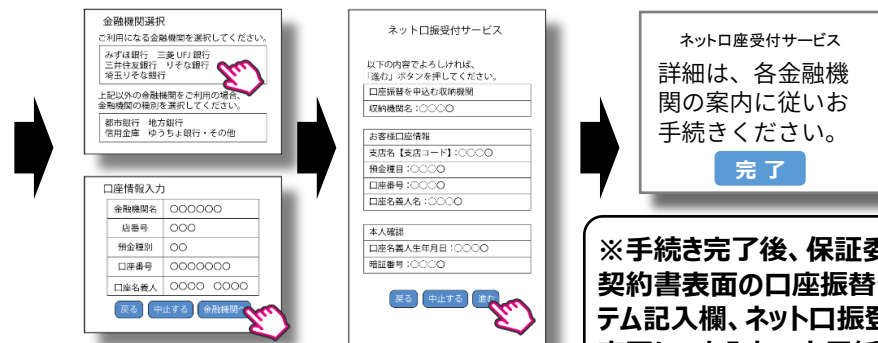 金融機関選択
ご利用になる金融機関を選択してください。
みずほ銀行 三菱UFJ銀行
三井住友銀行 りそな銀行
埼玉りそな銀行
上記以外の金融機関をご利用の場合、
金融機関の種別を選択してください。
都市銀行 地方銀行
信用金庫 ゆうちょ銀行・その他
口座情報入力
金融機関名 〇〇〇〇〇〇
店番号 〇〇〇
預金種別 〇〇
口座番号 〇〇〇〇〇〇〇
口座名義人 〇〇〇〇 〇〇〇〇
戻る 中止する 金融機関へ
ネット口振受付サービス
以下の内容でよろしければ、
「進む」ボタンを押してください。
口座振替を申込む収納機関
収納機関名：〇〇〇〇
お客様口座情報
支店名【支店コード】：〇〇〇〇
預金種目：〇〇〇〇
口座番号：〇〇〇〇
口座名義人名：〇〇〇〇
本人確認
口座名義人生年月日：〇〇〇〇
暗証番号：〇〇〇〇
戻る 中止する 進む
ネット口座受付サービス
詳細は、各金融機
関の案内に従いお
手続きください。
完了
※手続き完了後、保証委
契約書表面の口座振替
テム記入欄、ネット口振登